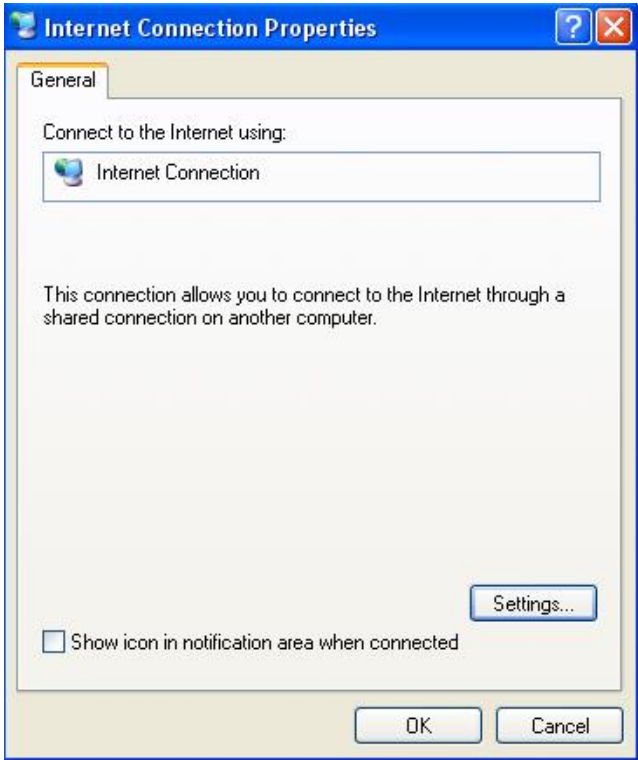 Internet Connection Properties
General
Connect to the Internet using:
Internet Connection
This connection allows you to connect to the Internet through a
shared connection on another computer.
Settings...
Show icon in notification area when connected
OK
Cancel